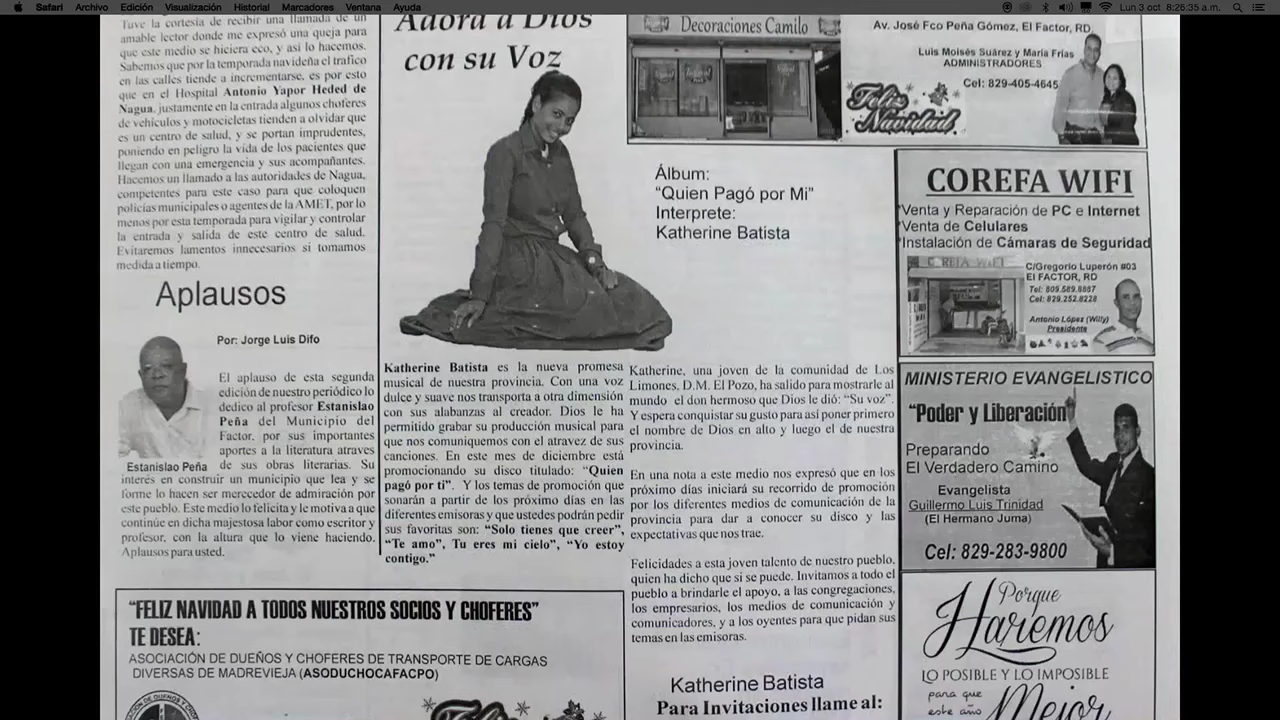 Safari Archivo Edición Visualización Historial Marcadores Ventana Ayuda
Lun 3 oct 8:26:35 a.m.
Tuve la cortesía de recibir una llamada de un
amable lector donde me expresó una queja para
que este medio se hiciera eco, y así lo hacemos.
Sabemos que por la temporada navideña el trafico
en las calles tiende a incrementarse, es por esto
que en el Hospital Antonio Yapor Heded de
Nagua, justamente en la entrada algunos choferes
de vehículos y motocicletas tienden a olvidar que
es un centro de salud, y se portan imprudentes,
poniendo en peligro la vida de los pacientes que
llegan con una emergencia y sus acompañantes.
Hacemos un llamado a las autoridades de Nagua,
competentes para este caso para que coloquen
policías municipales o agentes de la AMET, por lo
menos por esta temporada para vigilar y controlar
la entrada y salida de este centro de salud.
Evitaremos lamentos innecesarios si tomamos
medida a tiempo.
Aplausos
Por: Jorge Luis Difo
El aplauso de esta segunda
edición de nuestro periódico lo
dedico al profesor Estanislao
Peña del Municipio del
Factor, por sus importantes
aportes a la literatura atraves
de sus obras literarias. Su
Estanislao Peña
interés en construir un municipio que lea y se
forme lo hacen ser merecedor de admiración por
este pueblo. Este medio lo felicita y le motiva a que
continúe en dicha majestosa labor como escritor y
profesor, con la altura que lo viene haciendo.
Aplausos para usted.
Adora a Dios
con su Voz
Álbum:
"Quien Pagó por Mi"
Interprete:
Katherine Batista
Katherine Batista es la nueva promesa
musical de nuestra provincia. Con una voz
dulce y suave nos transporta a otra dimensión
con sus alabanzas al creador. Dios le ha
permitido grabar su producción musical para
que nos comuniquemos con el atravez de sus
canciones. En este mes de diciembre está
promocionando su disco titulado: "Quien
pagó por ti". Y los temas de promoción que
sonarán a partir de los próximo días en las
diferentes emisoras y que ustedes podrán pedir
sus favoritas son: "Solo tienes que creer",
"Te amo", Tu eres mi cielo", "Yo estoy
contigo."
Katherine, una joven de la comunidad de Los
Limones, D.M. El Pozo, ha salido para mostrarle al
mundo el don hermoso que Dios le dió: "Su voz".
Y espera conquistar su gusto para así poner primero
el nombre de Dios en alto y luego el de nuestra
provincia.
En una nota a este medio nos expresó que en los
próximo días iniciará su recorrido de promoción
por los diferentes medios de comunicación de la
provincia para dar a conocer su disco y las
expectativas que nos trae.
Felicidades a esta joven talento de nuestro pueblo,
quien ha dicho que si se puede. Invitamos a todo el
pueblo a brindarle el apoyo, a las congregaciones,
los empresarios, los medios de comunicación y
comunicadores, y a los oyentes para que pidan sus
temas en las emisoras.
Katherine Batista
Para Invitaciones llame al:
"FELIZ NAVIDAD A TODOS NUESTROS SOCIOS Y CHOFERES"
TE DESEA:
ASOCIACIÓN DE DUEÑOS Y CHOFERES DE TRANSPORTE DE CARGAS
DIVERSAS DE MADREVIEJA (ASODUCHOCAFACPO)
Feliz
Decoraciones Camilo
Av. José Fco Peña Gómez, El Factor, RD
Luis Moisés Suárez y María Frías
ADMINISTRADORES
Cel: 829-405-4645
Feliz
Navidad
COREFA WIFI
Venta y Reparación de PC e Internet
Venta de Celulares
Instalación de Cámaras de Seguridad
COREFA WIFI
C/Gregorio Luperón #03
El FACTOR, RD
Tel: 809.589.8887
Cel: 829.252.8228
Antonio López (Willy)
Presidente
MINISTERIO EVANGELISTICO
"Poder y Liberación"
Preparando
El Verdadero Camino
Evangelista
Guillermo Luis Trinidad
(El Hermano Juma)
Cel: 829-283-9800
Porque
Haremos
LO POSIBLE Y LO IMPOSIBLE
para que
este año Mejor